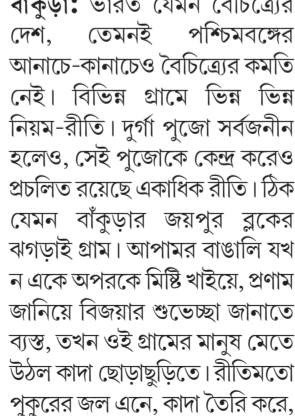 বাঁকুড়া: ভারত যেমন বৈচিত্র্যের
দেশ, তেমনই পশ্চিমবঙ্গের
আনাচে-কানাচেও বৈচিত্র্যের কমতি
নেই। বিভিন্ন গ্রামে ভিন্ন ভিন্ন
নিয়ম-রীতি। দুর্গা পুজো সর্বজনীন
হলেও, সেই পুজোকে কেন্দ্র করেও
প্রচলিত রয়েছে একাধিক রীতি। ঠিক
যেমন বাঁকুড়ার জয়পুর ব্লকের
ঝগড়াই গ্রাম। আপামর বাঙালি যখ
ন একে অপরকে মিষ্টি খাইয়ে, প্রণাম
জানিয়ে বিজয়ার শুভেচ্ছা জানাতে
ব্যস্ত, তখন ওই গ্রামের মানুষ মেতে
উঠল কাদা ছোড়াছুড়িতে। রীতিমতো
পুকুরের জল এনে, কাদা তৈরি করে,